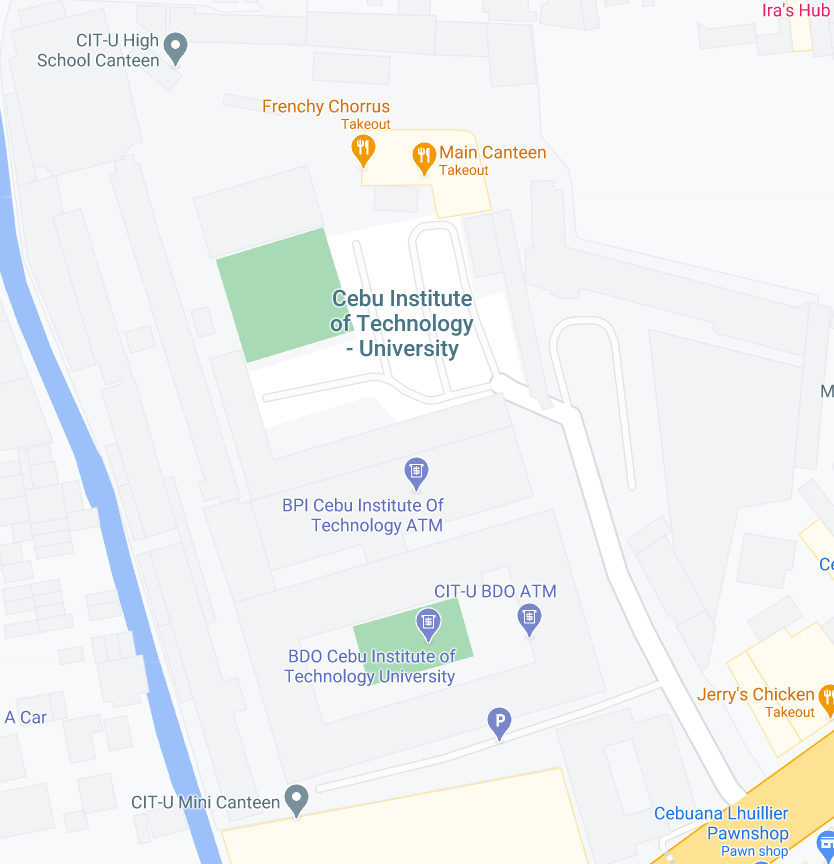 Ira's Hub
CIT-U High
School Canteen
Frenchy Chorrus
Takeout
Main Canteen
Takeout
Cebu Institute
of Technology
- University
M
BPI Cebu Institute Of
Technology ATM
Ce
CIT-U BDO ATM
BDO Cebu Institute of
Technology University
Jerry's Chicken
Takeout
A Car
P
CIT-U Mini Canteen
Cebuana Lhuillier
Pawnshop
Pawn shop